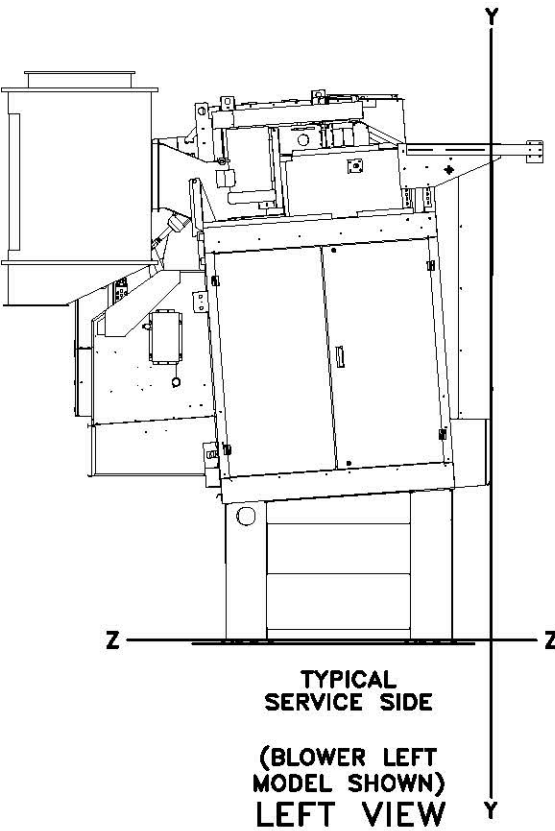 Y
Z Z
TYPICAL
SERVICE SIDE
(BLOWER LEFT
MODEL SHOWN)
LEFT VIEW
Y